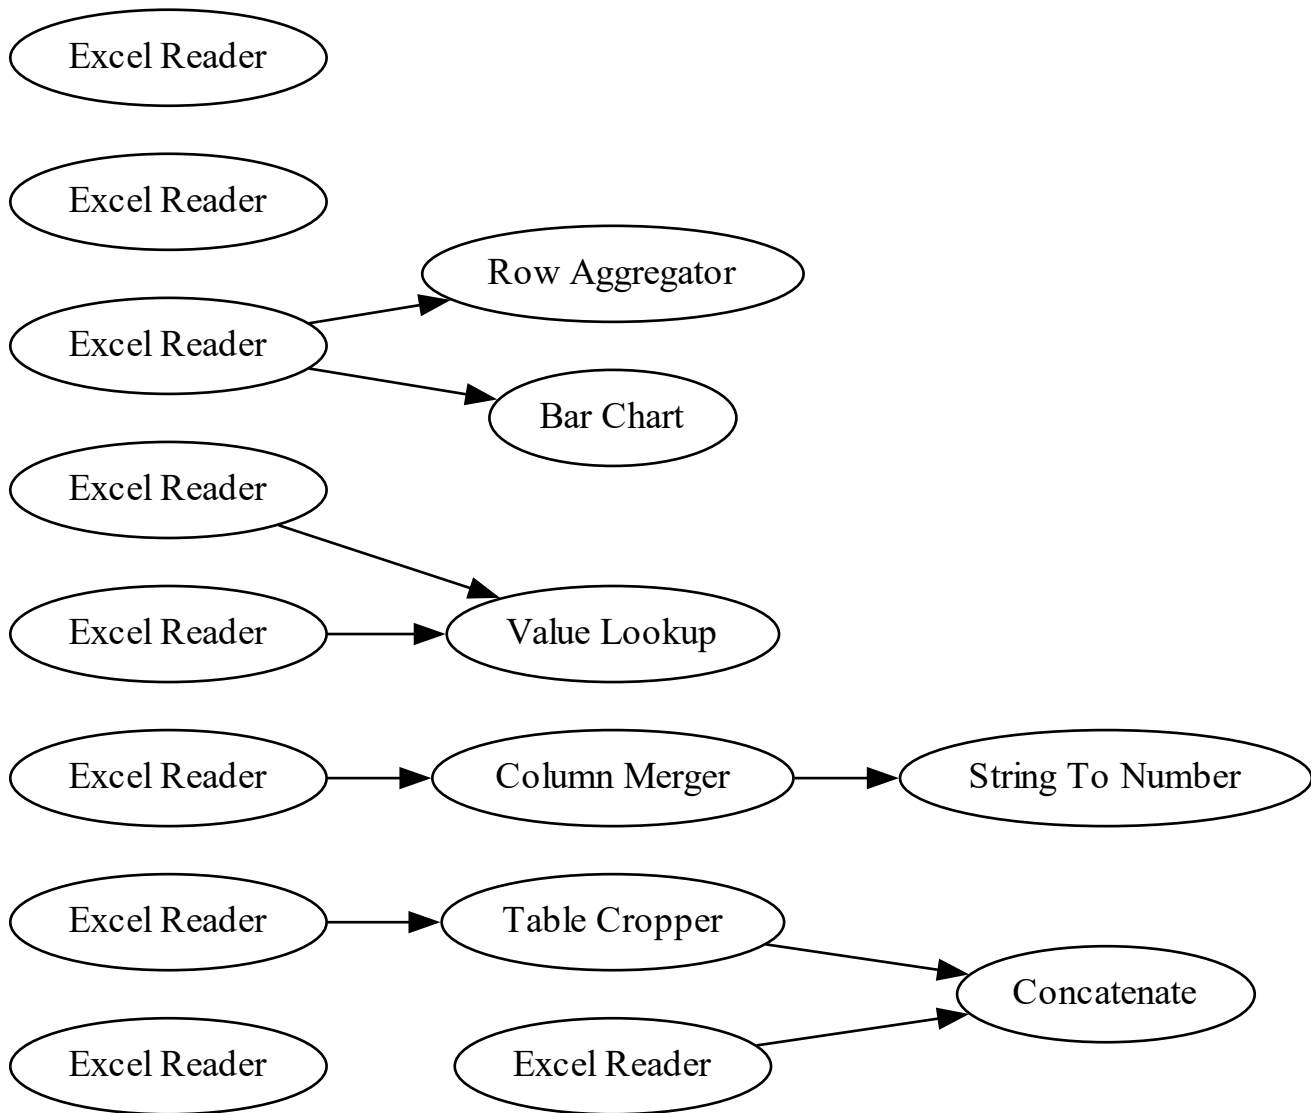 Excel Reader
Excel Reader
Row Aggregator
Excel Reader
Bar Chart
Excel Reader
Excel Reader
Value Lookup
Excel Reader
Column Merger
String To Number
Excel Reader
Table Cropper
Concatenate
Excel Reader
Excel Reader